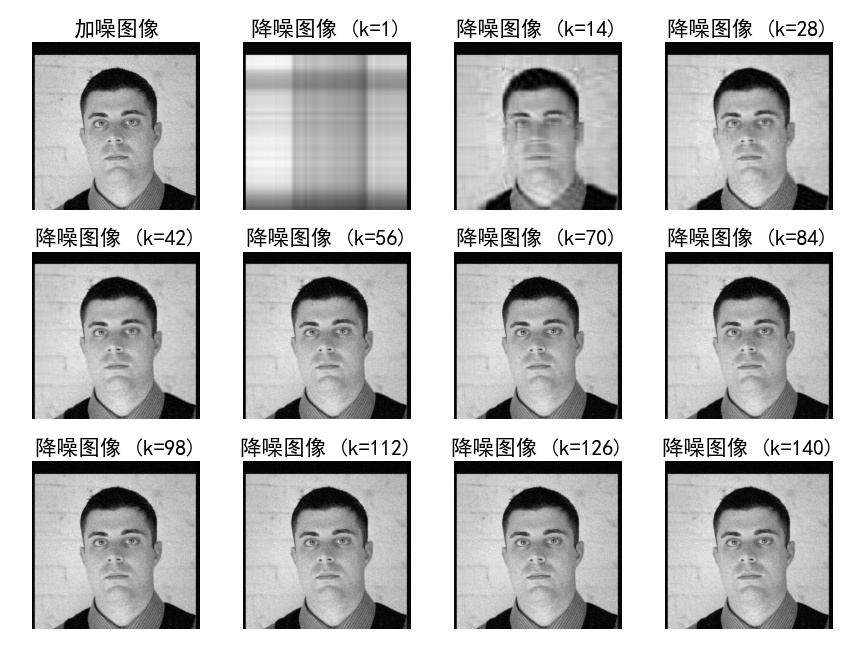 加噪图像
降噪图像 (k=1)
降噪图像 (k=14)
降噪图像 (k=28)
降噪图像 (k=42)
降噪图像 (k=56)
降噪图像 (k=70)
降噪图像 (k=84)
降噪图像 (k=98)
降噪图像 (k=112)
降噪图像 (k=126)
降噪图像 (k=140)